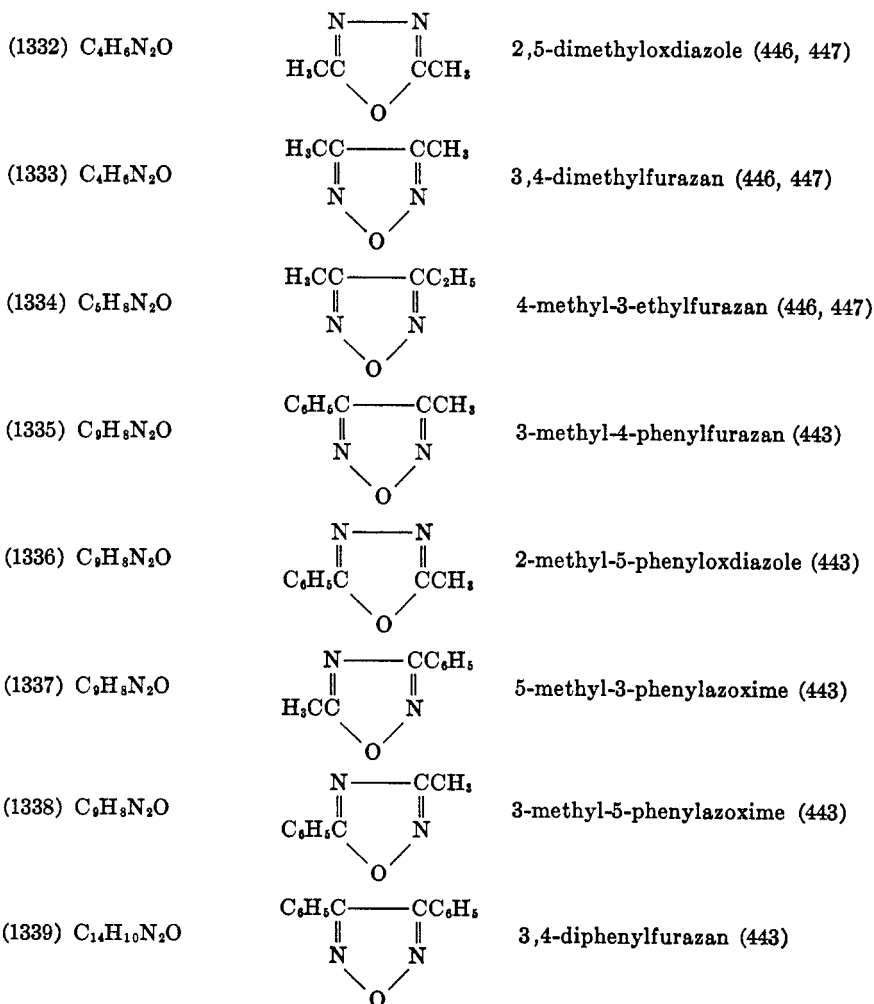 N N
(1332) C₄H₆N₂O 2,5-dimethyloxdiazole (446, 447)
H₃CC CCH₃
O
H₃CC CCH₃
(1333) C₄H₆N₂O 3,4-dimethylfurazan (446, 447)
N N
O
H₃CC CC₂H₅
(1334) C₅H₈N₂O 4-methyl-3-ethylfurazan (446, 447)
N N
O
C₆H₅C CCH₃
(1335) C₉H₈N₂O 3-methyl-4-phenylfurazan (443)
N N
O
N N
(1336) C₉H₈N₂O 2-methyl-5-phenyloxdiazole (443)
C₆H₅C CCH₃
O
N CC₆H₅
(1337) C₉H₈N₂O 5-methyl-3-phenylazoxime (443)
H₃CC N
O
N CCH₃
(1338) C₉H₈N₂O 3-methyl-5-phenylazoxime (443)
C₆H₅C N
O
C₆H₅C CC₆H₅
(1339) C₁₄H₁₀N₂O 3,4-diphenylfurazan (443)
N N
O